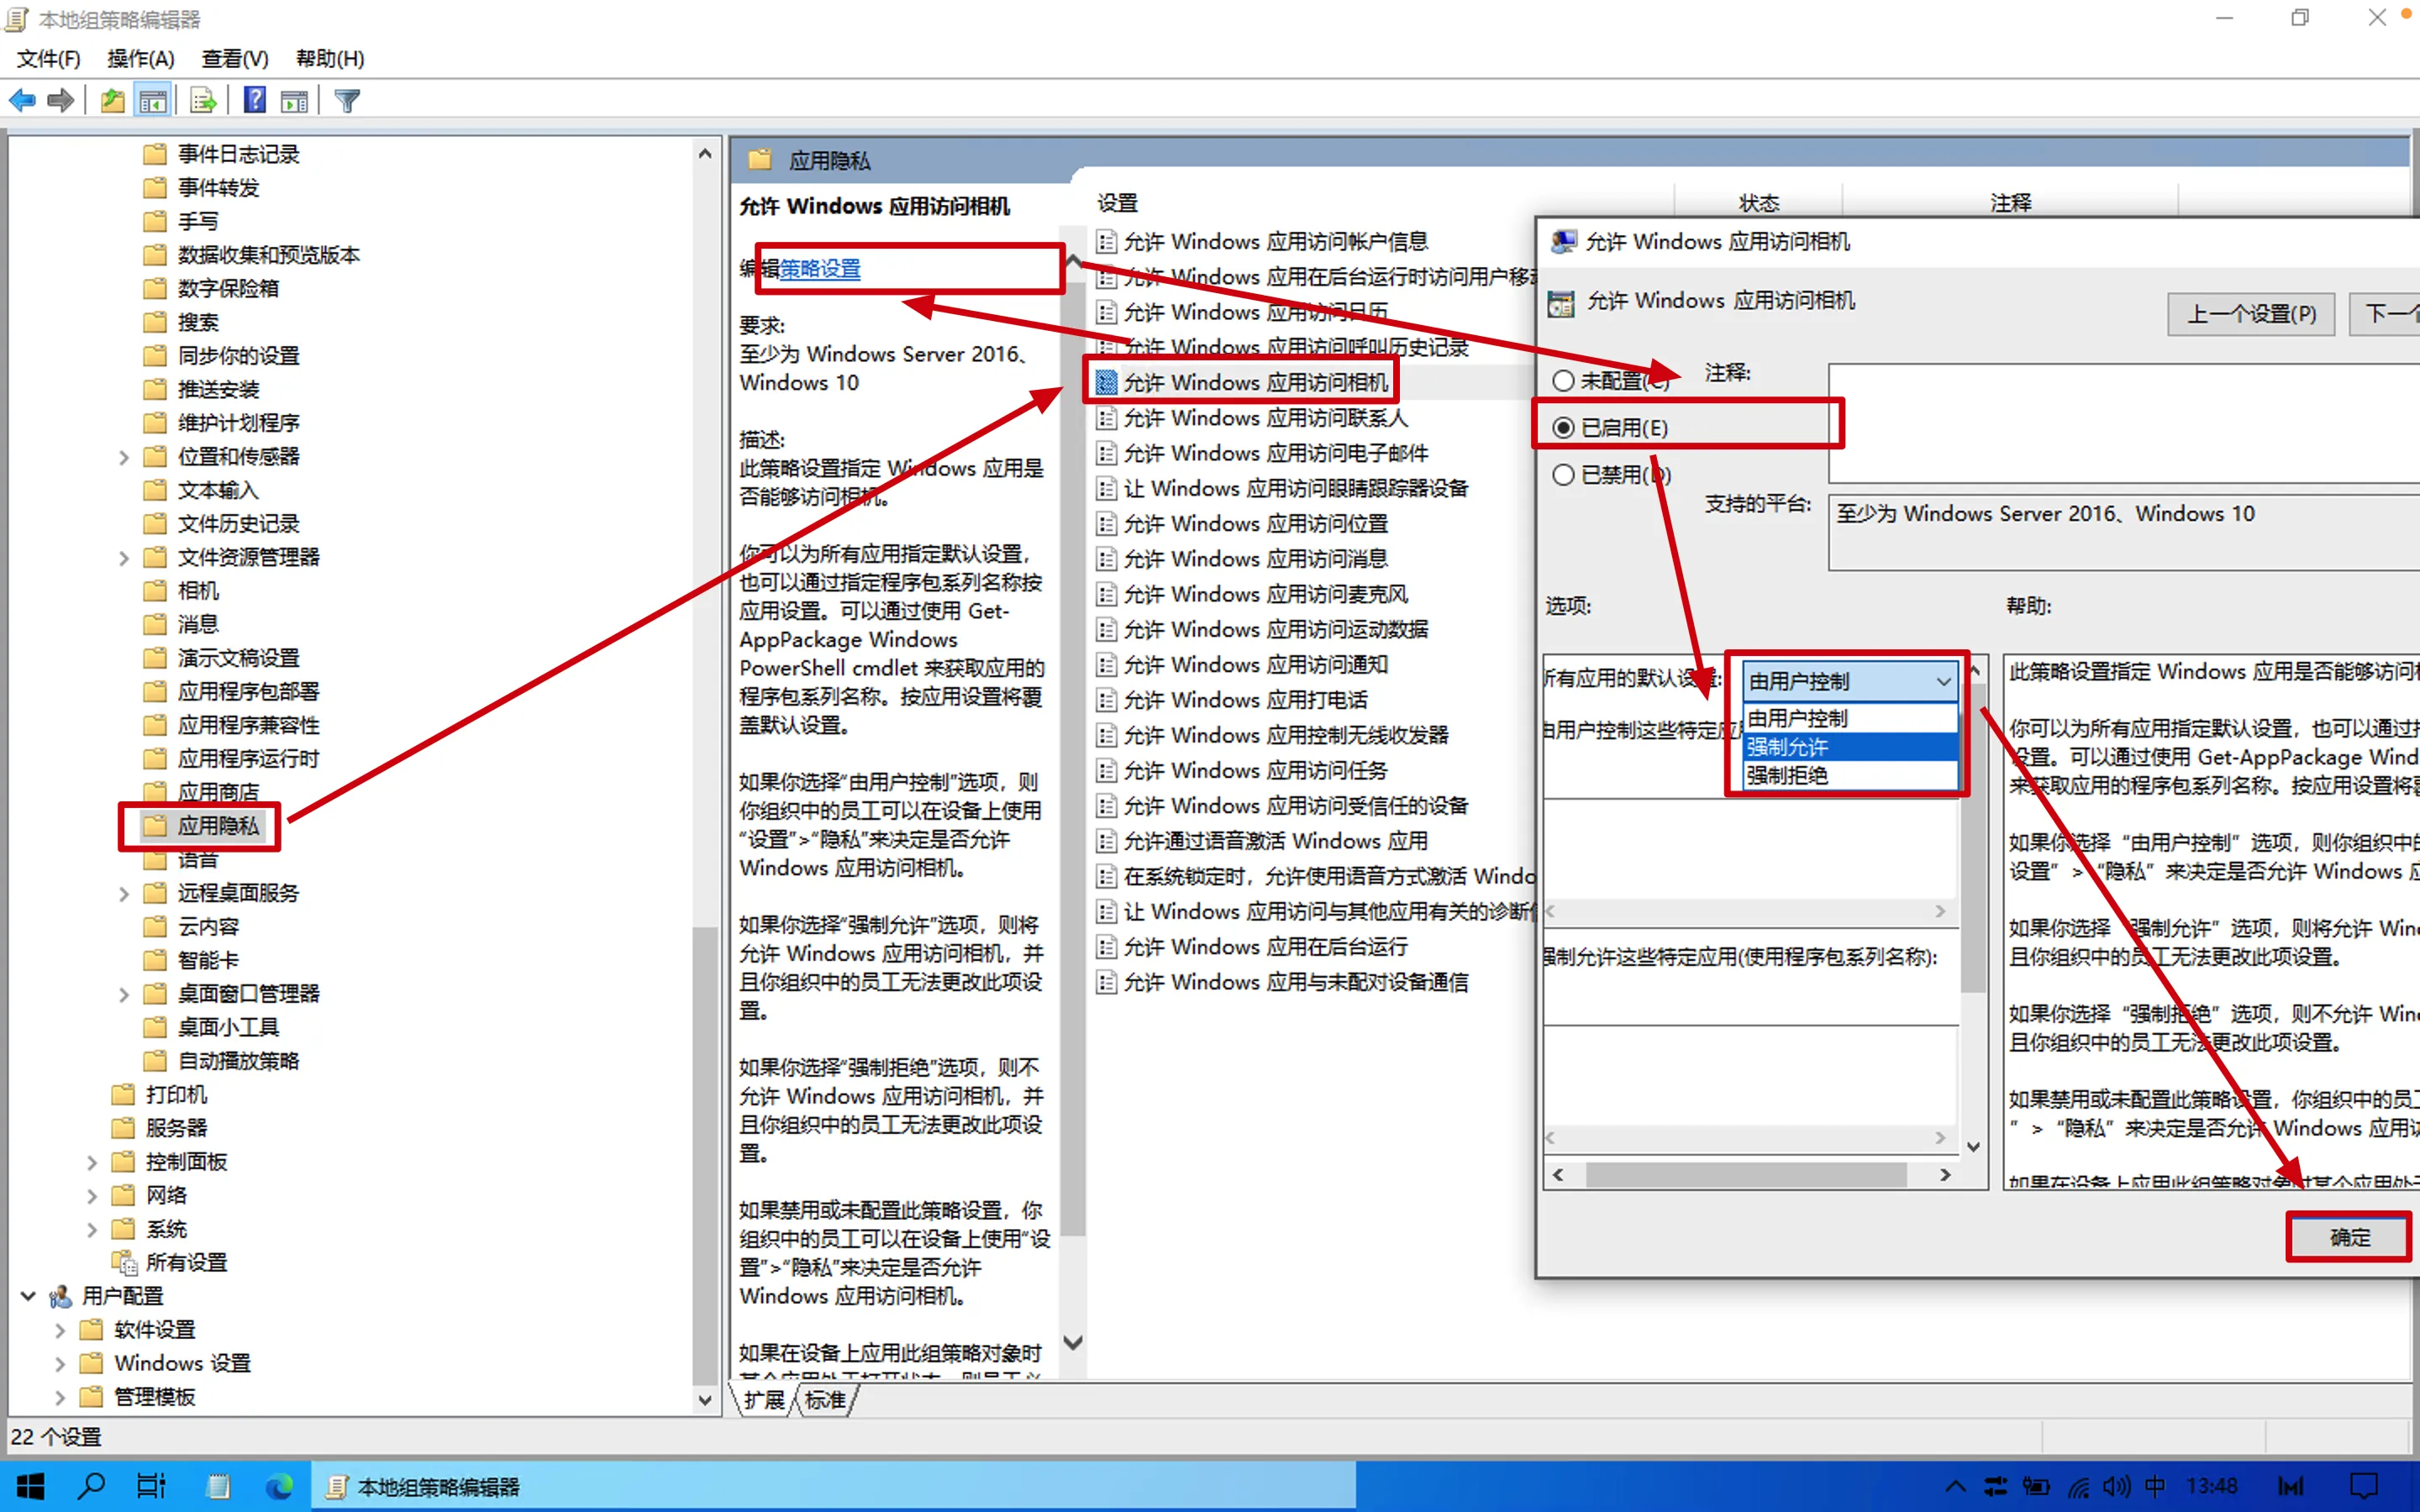 本地组策略编辑器
文件(F) 操作(A) 查看(V) 帮助(H)
事件日志记录
事件转发
手写
数据收集和预览版本
数字保险箱
搜索
同步你的设置
推送安装
维护计划程序
位置和传感器
文本输入
文件历史记录
文件资源管理器
相机
消息
演示文稿设置
应用程序包部署
应用程序兼容性
应用程序运行时
应用商店
应用隐私
语音
远程桌面服务
云内容
智能卡
桌面窗口管理器
桌面小工具
自动播放策略
打印机
服务器
控制面板
网络
系统
所有设置
用户配置
软件设置
Windows 设置
管理模板
应用隐私
允许 Windows 应用访问相机
编辑策略设置
要求:
至少为 Windows Server 2016、
Windows 10
描述:
此策略设置指定 Windows 应用是
否能够访问相机。
你可以为所有应用指定默认设置，
也可以通过指定程序包系列名称按
应用设置。可以通过使用 Get-
AppPackage Windows
PowerShell cmdlet 来获取应用的
程序包系列名称。按应用设置将覆
盖默认设置。
如果你选择“由用户控制”选项，则
你组织中的员工可以在设备上使用
“设置”>“隐私”来决定是否允许
Windows 应用访问相机。
如果你选择“强制允许”选项，则将
允许 Windows 应用访问相机，并
且你组织中的员工无法更改此项设
置。
如果你选择“强制拒绝”选项，则不
允许 Windows 应用访问相机，并
且你组织中的员工无法更改此项设
置。
如果禁用或未配置此策略设置，你
组织中的员工可以在设备上使用“设
置”>“隐私”来决定是否允许
Windows 应用访问相机。
如果在设备上应用此组策略对象时
设置 状态 注释
允许 Windows 应用访问帐户信息
允许 Windows 应用在后台运行时访问用户移动
允许 Windows 应用访问日历
允许 Windows 应用访问呼叫历史记录
允许 Windows 应用访问相机
允许 Windows 应用访问联系人
允许 Windows 应用访问电子邮件
让 Windows 应用访问眼睛跟踪器设备
允许 Windows 应用访问位置
允许 Windows 应用访问消息
允许 Windows 应用访问麦克风
允许 Windows 应用访问运动数据
允许 Windows 应用访问通知
允许 Windows 应用打电话
允许 Windows 应用控制无线收发器
允许 Windows 应用访问任务
允许 Windows 应用访问受信任的设备
允许通过语音激活 Windows 应用
在系统锁定时，允许使用语音方式激活 Windo
让 Windows 应用访问与其他应用有关的诊断信
允许 Windows 应用在后台运行
允许 Windows 应用与未配对设备通信
允许 Windows 应用访问相机
允许 Windows 应用访问相机
上一个设置(P) 下一个
未配置(C) 注释:
已启用(E)
已禁用(D)
支持的平台: 至少为 Windows Server 2016、Windows 10
选项: 帮助:
所有应用的默认设置: 由用户控制
由用户控制
强制允许
强制拒绝
由用户控制这些特定应
强制允许这些特定应用(使用程序包系列名称):
此策略设置指定 Windows 应用是否能够访问相
你可以为所有应用指定默认设置，也可以通过指
设置。可以通过使用 Get-AppPackage Wind
来获取应用的程序包系列名称。按应用设置将覆
如果你选择“由用户控制”选项，则你组织中的
设置” > “隐私”来决定是否允许 Windows 应
如果你选择“强制允许”选项，则将允许 Win
且你组织中的员工无法更改此项设置。
如果你选择“强制拒绝”选项，则不允许 Win
且你组织中的员工无法更改此项设置。
如果禁用或未配置此策略设置，你组织中的员工
” > “隐私”来决定是否允许 Windows 应用访
如果在设备上应用此组策略对象时某个应用处于
确定
扩展 标准
22 个设置
本地组策略编辑器
中 13:48